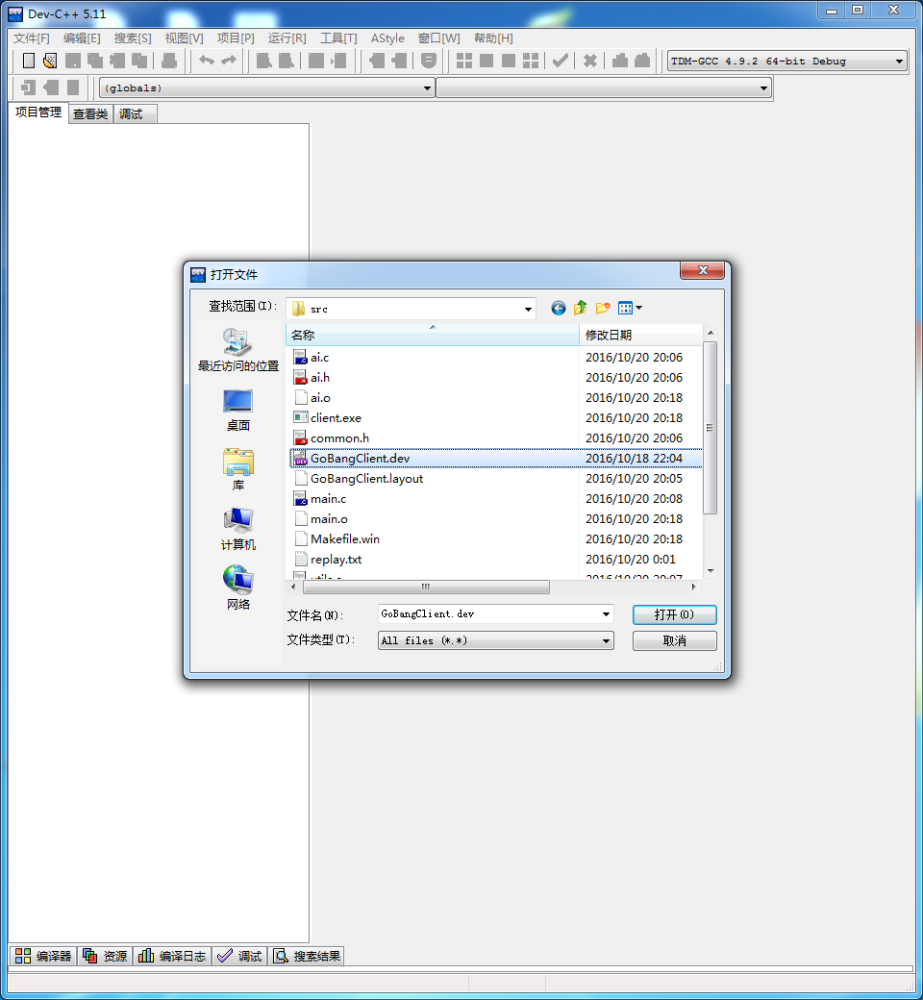 Dev-C++ 5.11
文件[F] 编辑[E] 搜索[S] 视图[V] 项目[P] 运行[R] 工具[T] AStyle 窗口[W] 帮助[H]
TDM-GCC 4.9.2 64-bit Debug
(globals)
项目管理 查看类 调试
打开文件
查找范围(I): src
最近访问的位置
桌面
库
计算机
网络
名称 修改日期
ai.c 2016/10/20 20:06
ai.h 2016/10/20 20:06
ai.o 2016/10/20 20:18
client.exe 2016/10/20 20:18
common.h 2016/10/20 20:06
GoBangClient.dev 2016/10/18 22:04
GoBangClient.layout 2016/10/20 20:05
main.c 2016/10/20 20:08
main.o 2016/10/20 20:18
Makefile.win 2016/10/20 20:18
replay.txt 2016/10/20 0:01
文件名(N): GoBangClient.dev 打开(O)
文件类型(T): All files (*.*) 取消
编译器 资源 编译日志 调试 搜索结果